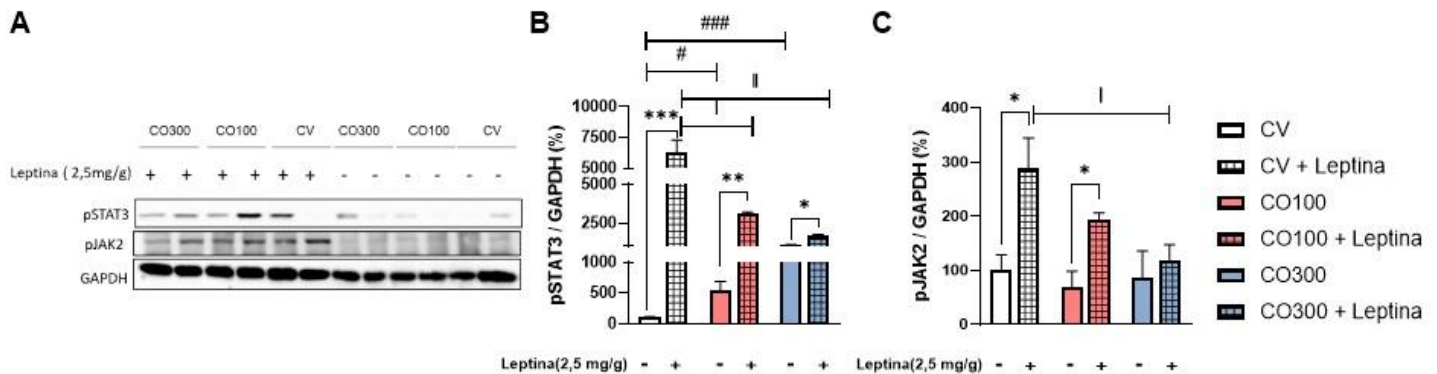 A
CO300 CO100 CV CO300 CO100 CV
Leptina ( 2,5mg/g) + + + + + + - - - - - -
pSTAT3
pJAK2
GAPDH
B
###
#
||
|
*** ** *
pSTAT3 / GAPDH (%)
10000
7500
5000
5000
2500
1000
500
0
Leptina(2,5 mg/g) - + - + - +
C
|
* *
pJAK2 / GAPDH (%)
400
300
200
100
0
Leptina(2,5 mg/g) - + - + - +
CV
CV + Leptina
CO100
CO100 + Leptina
CO300
CO300 + Leptina